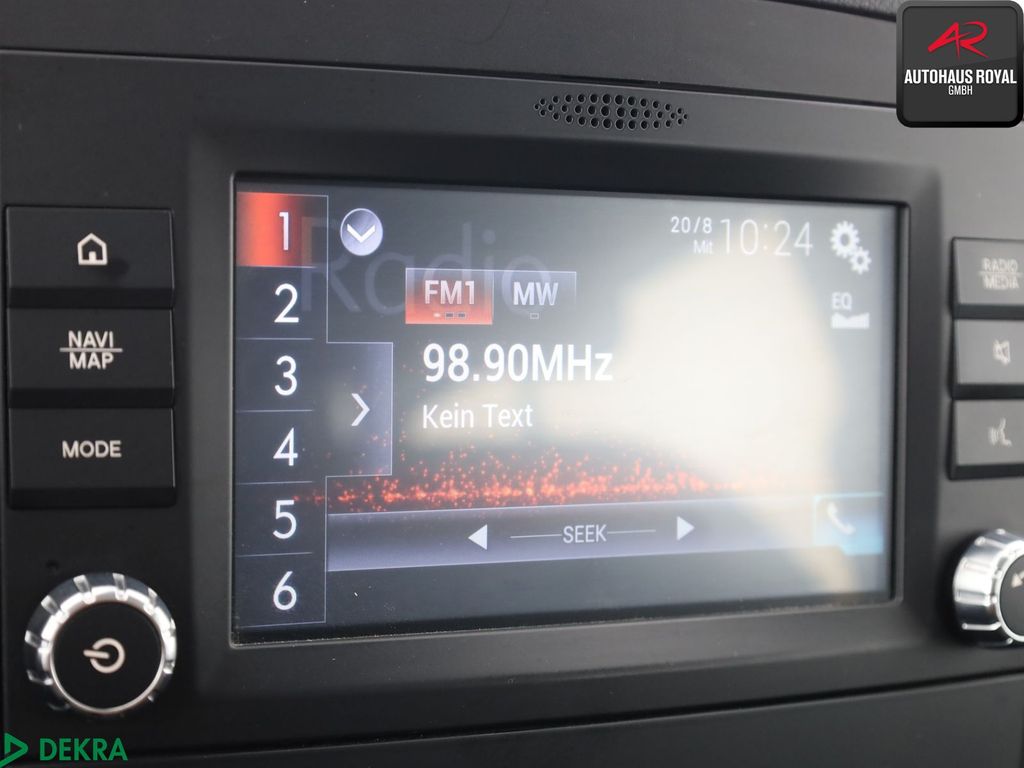 AR
AUTOHAUS ROYAL
GMBH
NAVI
MAP
MODE
1
2
3
4
5
6
Radio
20/8
Mit
10:24
FM1
MW
EQ
98.90MHz
Kein Text
SEEK
RADIO
MEDIA
DEKRA